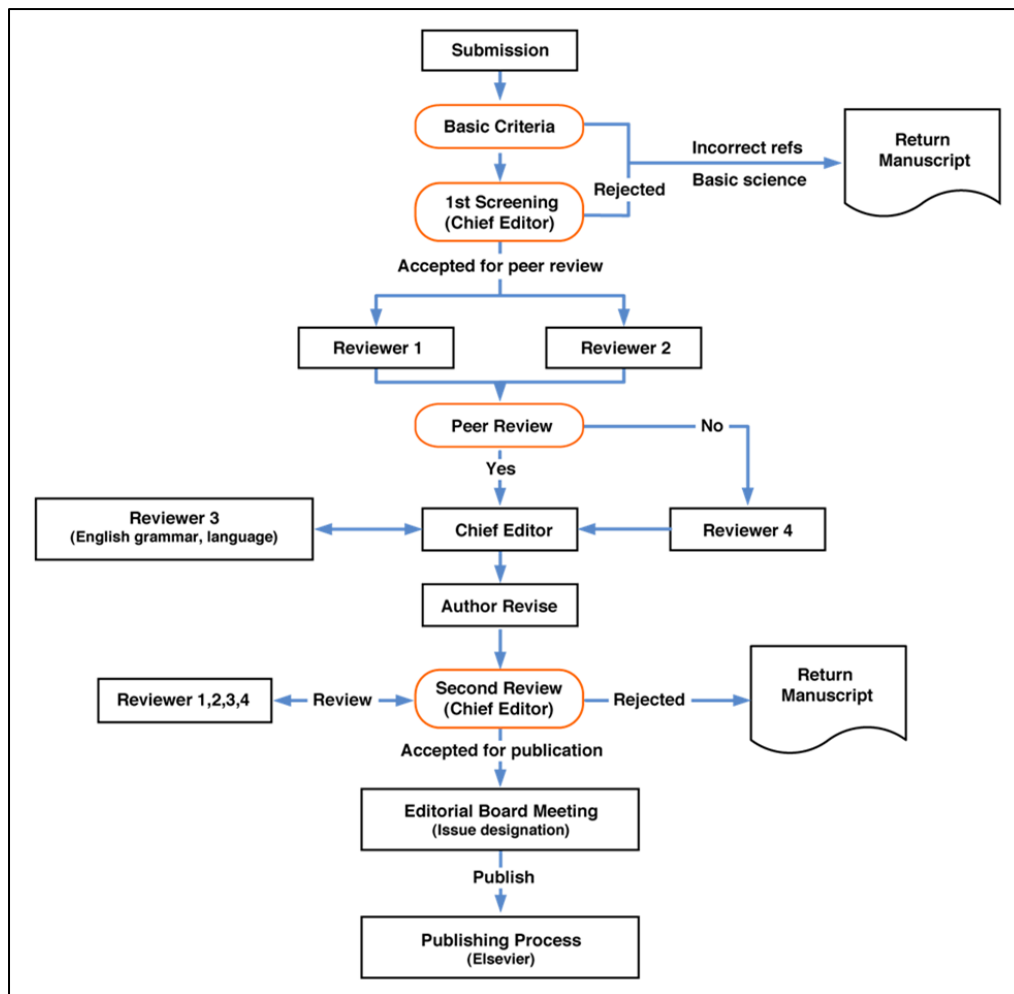 Submission
Basic Criteria
Incorrect refs
Basic science
Return
Manuscript
Rejected
1st Screening
(Chief Editor)
Accepted for peer review
Reviewer 1
Reviewer 2
Peer Review
No
Yes
Reviewer 3
(English grammar, language)
Chief Editor
Reviewer 4
Author Revise
Reviewer 1,2,3,4
Review
Second Review
(Chief Editor)
Rejected
Return
Manuscript
Accepted for publication
Editorial Board Meeting
(Issue designation)
Publish
Publishing Process
(Elsevier)